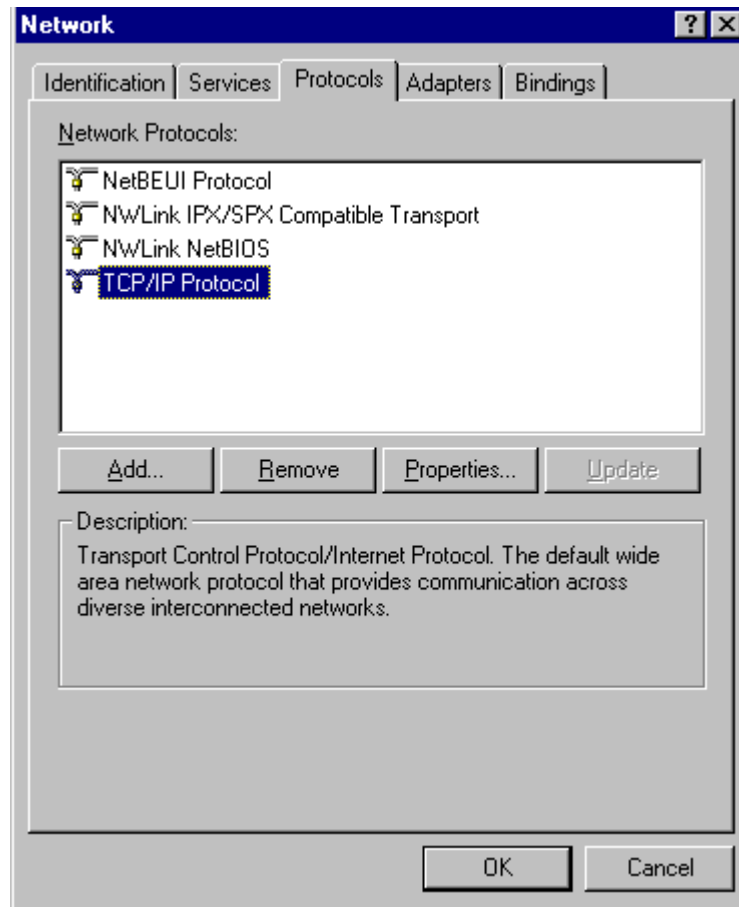 Network
Identification Services Protocols Adapters Bindings
Network Protocols:
NetBEUI Protocol
NWLink IPX/SPX Compatible Transport
NWLink NetBIOS
TCP/IP Protocol
Add... Remove Properties... Update
Description:
Transport Control Protocol/Internet Protocol. The default wide
area network protocol that provides communication across
diverse interconnected networks.
OK Cancel